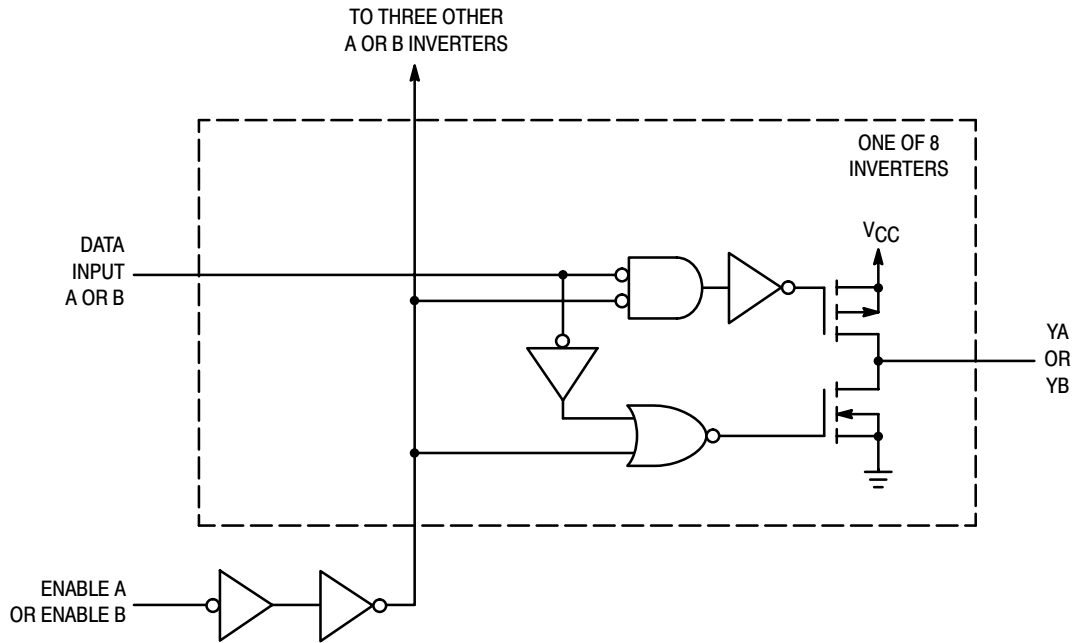 TO THREE OTHER
A OR B INVERTERS
ONE OF 8
INVERTERS
DATA
INPUT
A OR B
VCC
YA
OR
YB
ENABLE A
OR ENABLE B